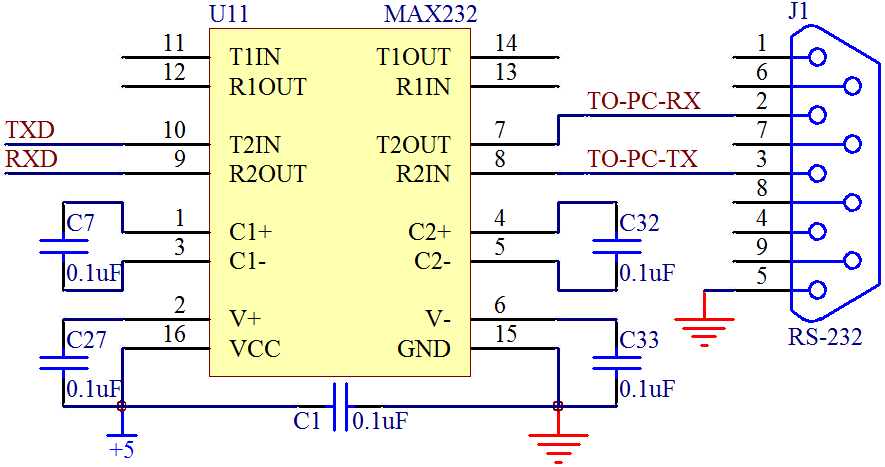 U11 MAX232 J1
11 T1IN T1OUT 14 1
12 R1OUT R1IN 13 6
TO-PC-RX 2
TXD 10 T2IN T2OUT 7 7
RXD 9 R2OUT R2IN 8 TO-PC-TX 3
8
C7 1 C1+ C2+ 4 C32 4
0.1uF 3 C1- C2- 5 0.1uF 9
5
2 V+ V- 6
C27 16 VCC GND 15 C33 RS-232
0.1uF 0.1uF
C1 0.1uF
+5